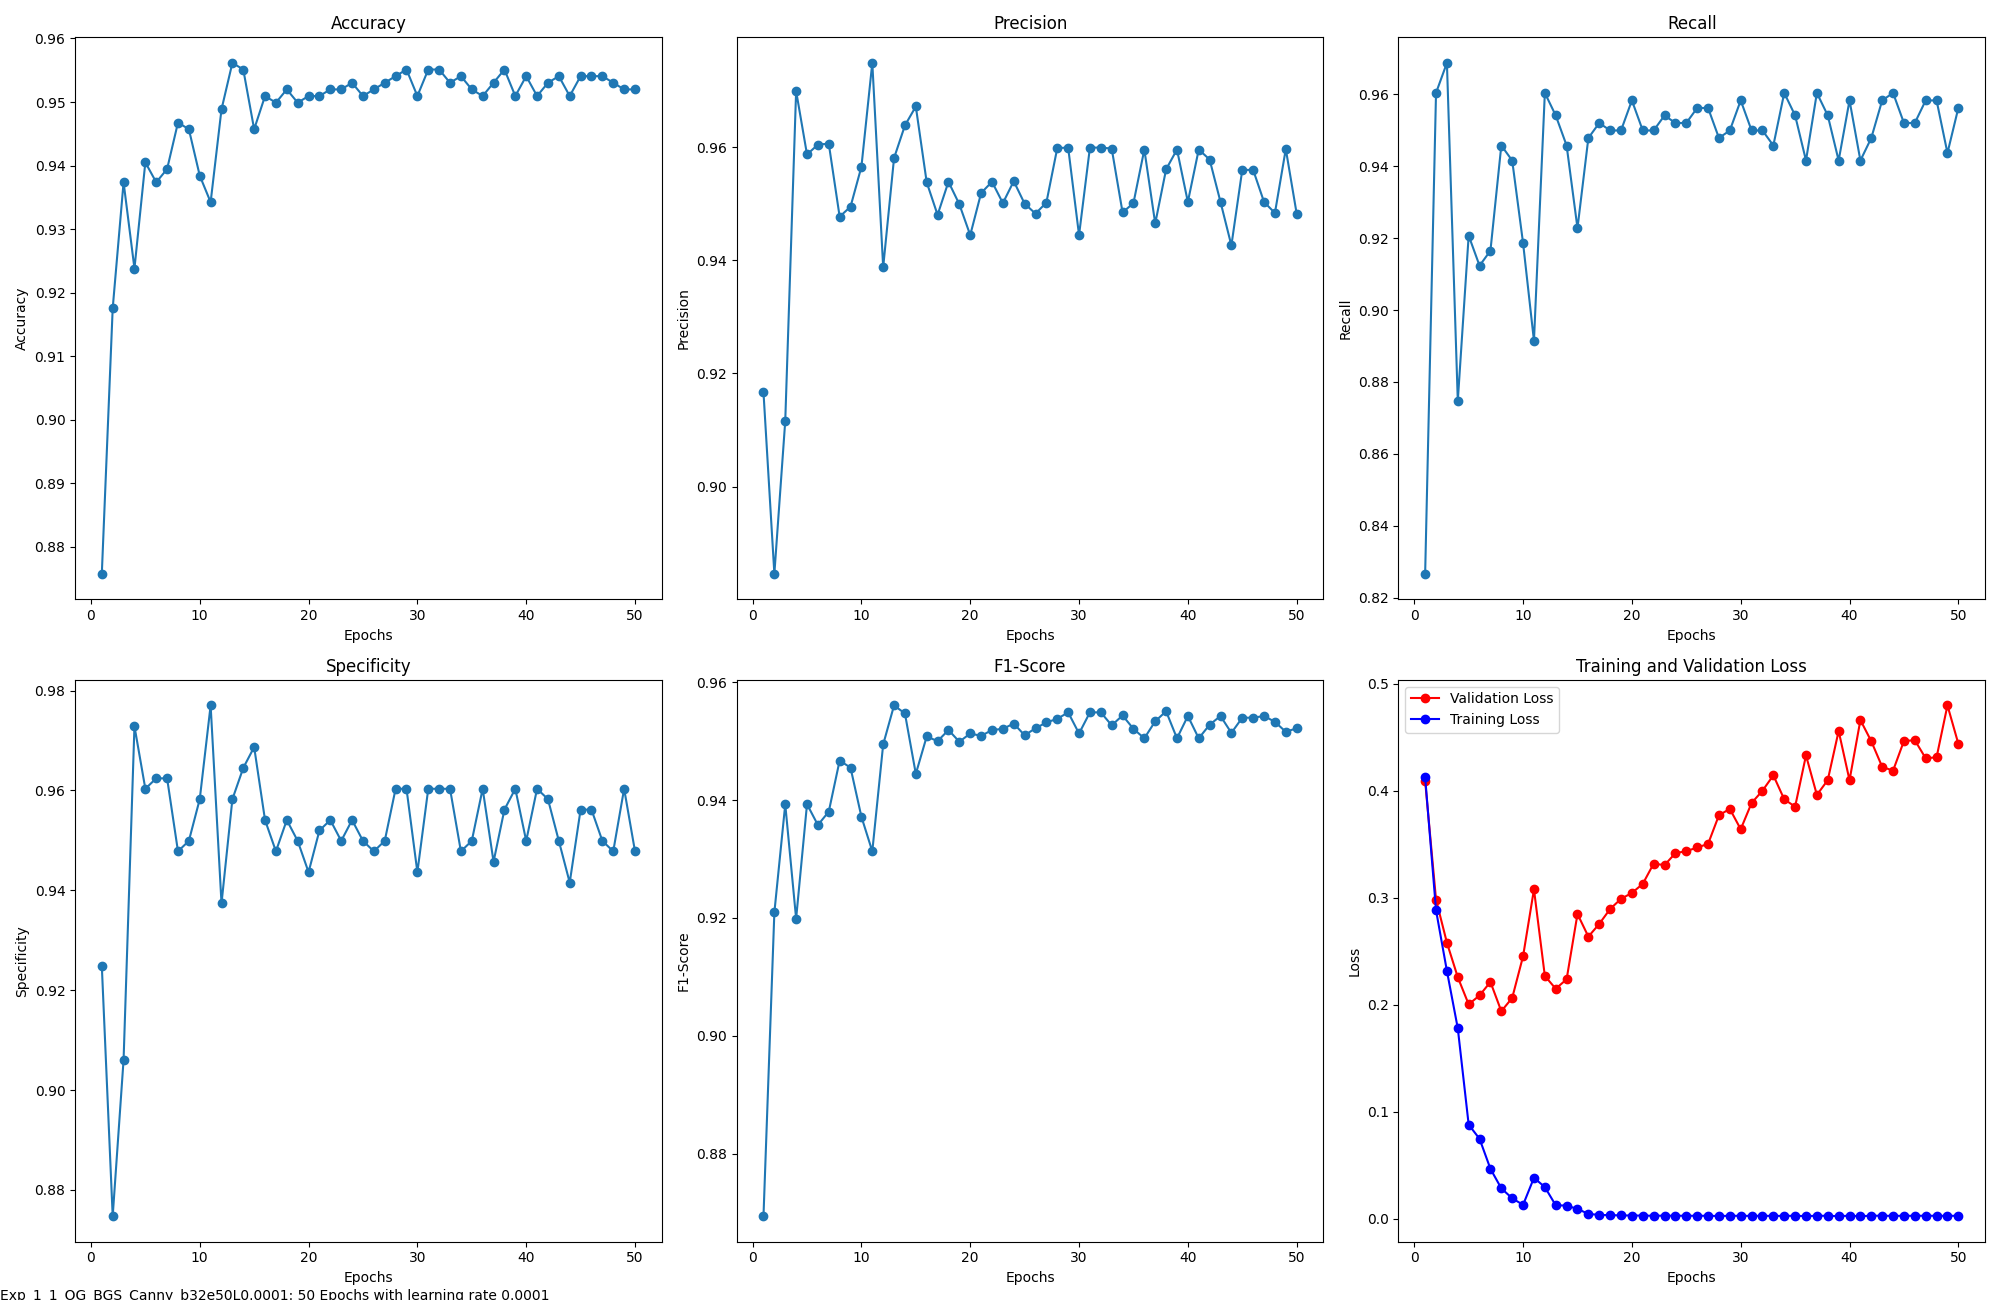 Accuracy
0.96
0.95
0.94
0.93
0.92
0.91
0.90
0.89
0.88
Accuracy
0 10 20 30 40 50
Epochs
Precision
0.96
0.94
0.92
0.90
Precision
0 10 20 30 40 50
Epochs
Recall
0.96
0.94
0.92
0.90
0.88
0.86
0.84
0.82
Recall
0 10 20 30 40 50
Epochs
Specificity
0.98
0.96
0.94
0.92
0.90
0.88
Specificity
0 10 20 30 40 50
Epochs
F1-Score
0.96
0.94
0.92
0.90
0.88
F1-Score
0 10 20 30 40 50
Epochs
Training and Validation Loss
Validation Loss
Training Loss
0.5
0.4
0.3
0.2
0.1
0.0
Loss
0 10 20 30 40 50
Epochs
Exp_1_1_OG_BGS_Canny_b32e50L0.0001: 50 Epochs with learning rate 0.0001